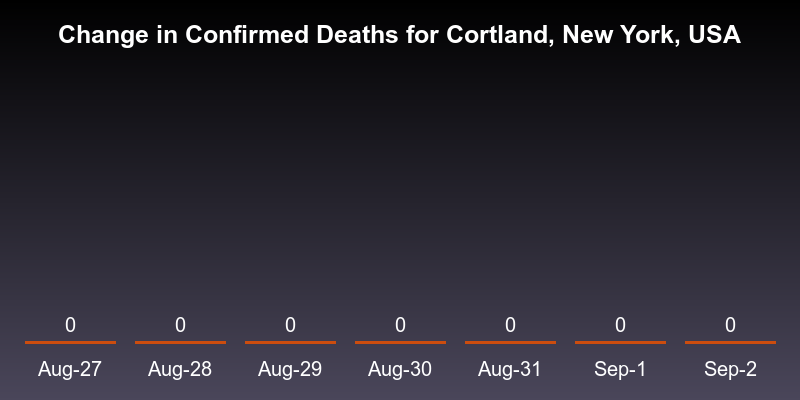 Change in Confirmed Deaths for Cortland, New York, USA
0 0 0 0 0 0 0
Aug-27 Aug-28 Aug-29 Aug-30 Aug-31 Sep-1 Sep-2